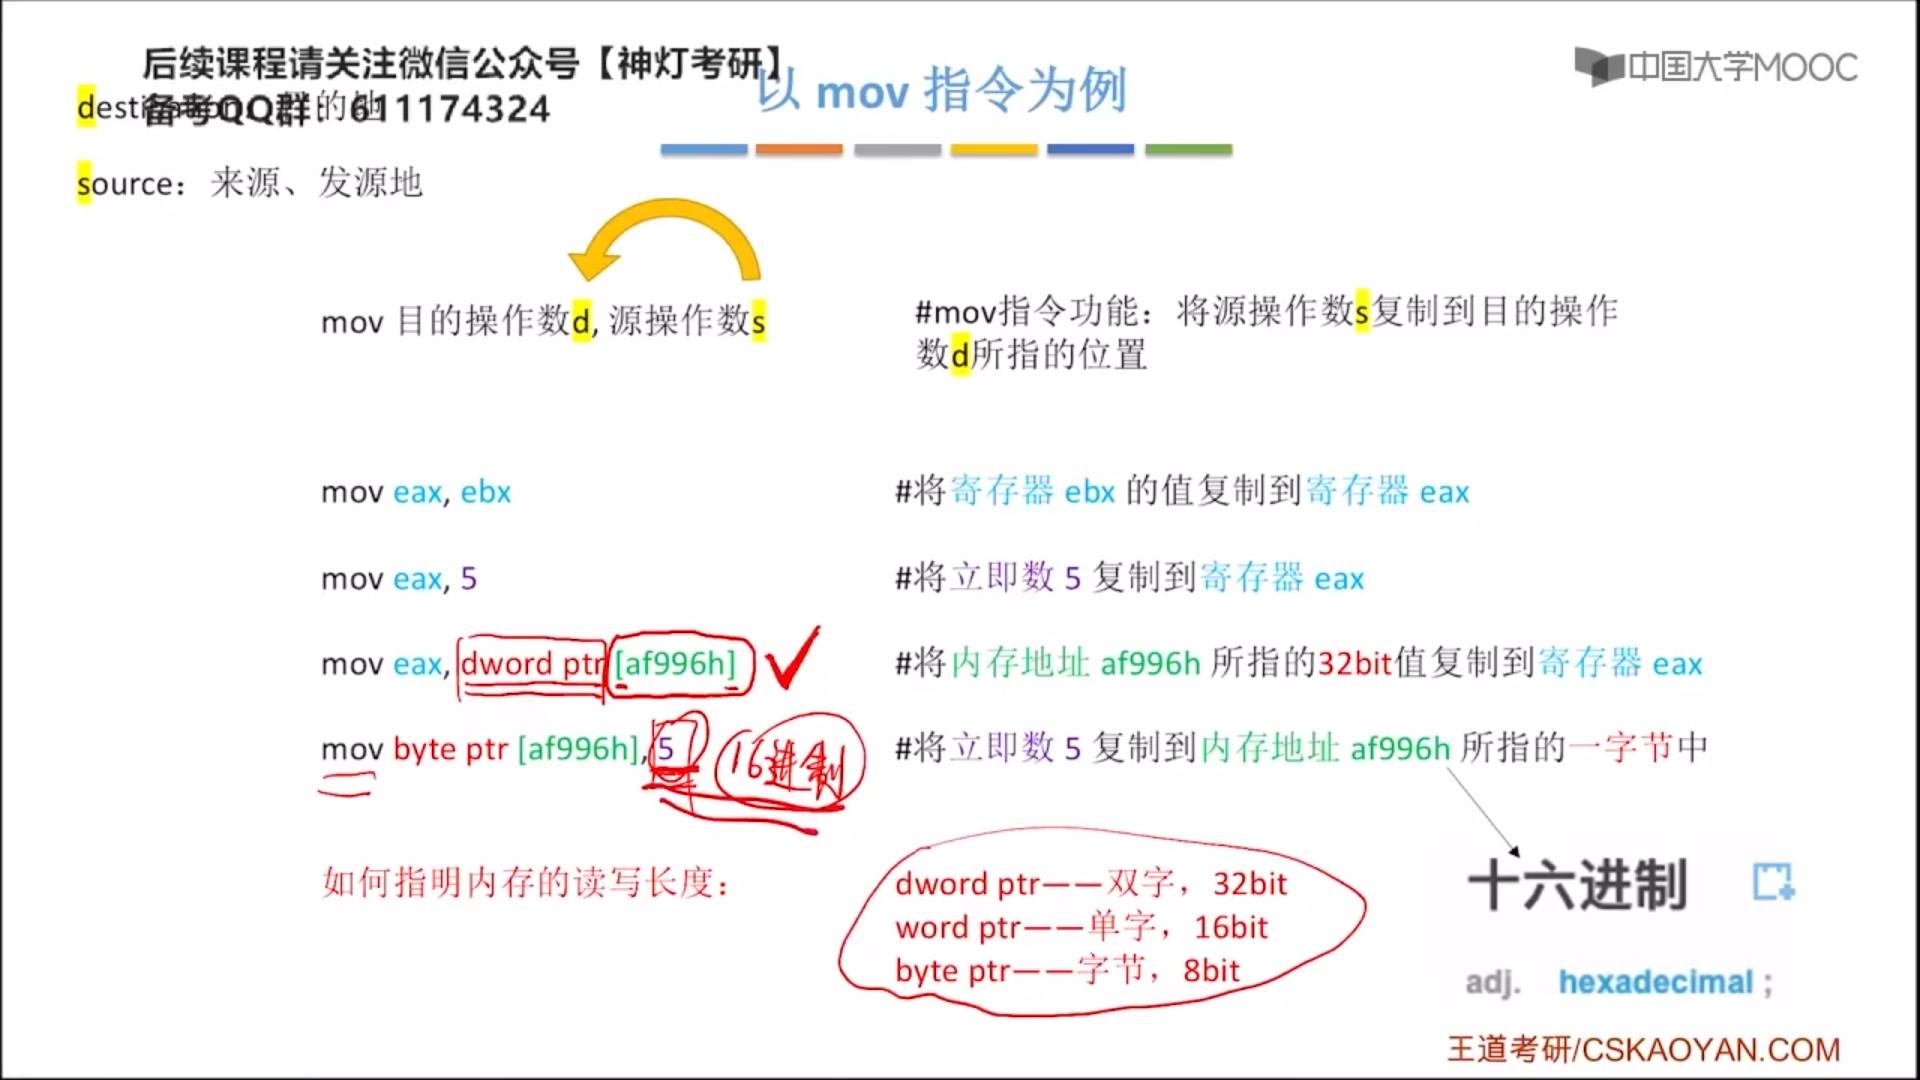 后续课程请关注微信公众号【神灯考研】
备考QQ群：611174324
中国大学MOOC
以 mov 指令为例
source：来源、发源地
mov 目的操作数d, 源操作数s
#mov指令功能：将源操作数s复制到目的操作
数d所指的位置
mov eax, ebx
#将寄存器 ebx 的值复制到寄存器 eax
mov eax, 5
#将立即数 5 复制到寄存器 eax
mov eax, dword ptr [af996h]
#将内存地址 af996h 所指的32bit值复制到寄存器 eax
mov byte ptr [af996h], 5
16进制
#将立即数 5 复制到内存地址 af996h 所指的一字节中
如何指明内存的读写长度：
dword ptr——双字，32bit
word ptr——单字，16bit
byte ptr——字节，8bit
十六进制
adj. hexadecimal ;
王道考研/CSKAOYAN.COM